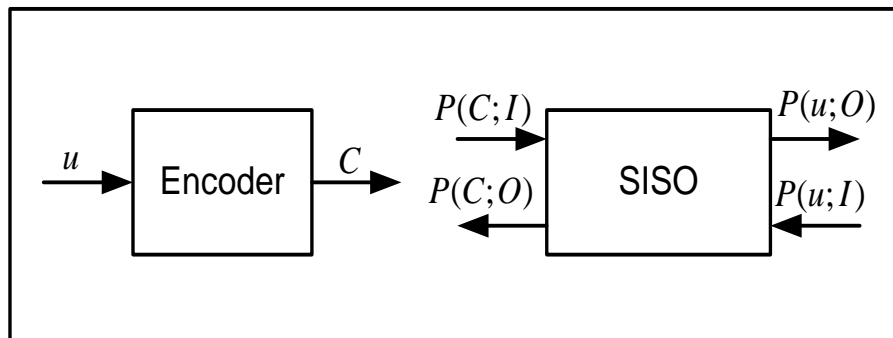 P(C;I)
P(u;O)
u
Encoder
C
SISO
P(C;O)
P(u;I)